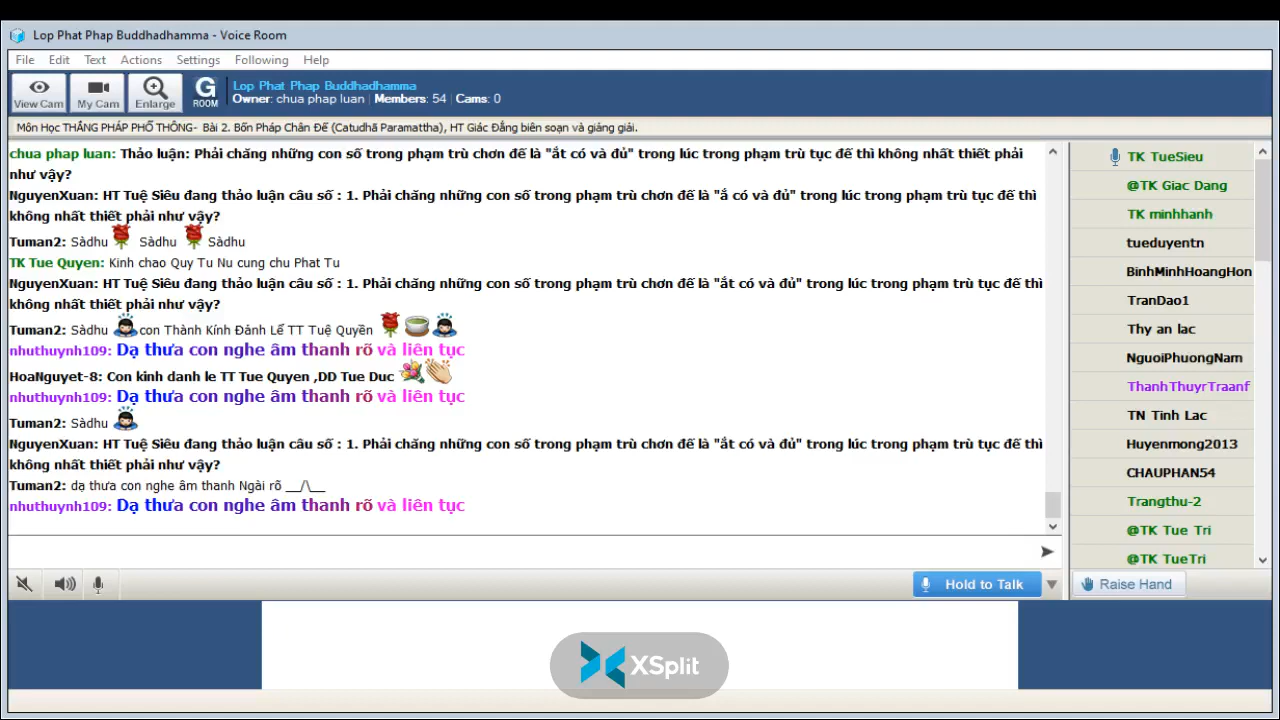 Lop Phat Phap Buddhadhamma - Voice Room
File Edit Text Actions Settings Following Help
View Cam My Cam Enlarge G ROOM
Lop Phat Phap Buddhadhamma
Owner: chua phap luan | Members: 54 | Cams: 0
Môn Học THẮNG PHÁP PHỔ THÔNG- Bài 2. Bốn Pháp Chân Đế (Catudhā Paramattha), HT Giác Đẳng biên soạn và giảng giải.
chua phap luan: Thảo luận: Phải chăng những con số trong phạm trù chơn đế là "ắt có và đủ" trong lúc trong phạm trù tục đế thì không nhất thiết phải
như vậy?
NguyenXuan: HT Tuệ Siêu đang thảo luận câu số : 1. Phải chăng những con số trong phạm trù chơn đế là "ắ có và đủ" trong lúc trong phạm trù tục đế thì
không nhất thiết phải như vậy?
Tuman2: Sàdhu Sàdhu Sàdhu
TK Tue Quyen: Kinh chao Quy Tu Nu cung chu Phat Tu
NguyenXuan: HT Tuệ Siêu đang thảo luận câu số : 1. Phải chăng những con số trong phạm trù chơn đế là "ắt có và đủ" trong lúc trong phạm trù tục đế thì
không nhất thiết phải như vậy?
Tuman2: Sàdhu con Thành Kính Đảnh Lễ TT Tuệ Quyền
nhuthuynh109: Dạ thưa con nghe âm thanh rõ và liên tục
HoaNguyet-8: Con kinh danh le TT Tue Quyen ,DD Tue Duc
nhuthuynh109: Dạ thưa con nghe âm thanh rõ và liên tục
Tuman2: Sàdhu
NguyenXuan: HT Tuệ Siêu đang thảo luận câu số : 1. Phải chăng những con số trong phạm trù chơn đế là "ắt có và đủ" trong lúc trong phạm trù tục đế thì
không nhất thiết phải như vậy?
Tuman2: dạ thưa con nghe âm thanh Ngài rõ __/\__
nhuthuynh109: Dạ thưa con nghe âm thanh rõ và liên tục
TK TueSieu
@TK Giac Dang
TK minhhanh
tueduyentn
BinhMinhHoangHon
TranDao1
Thy an lac
NguoiPhuongNam
ThanhThuyrTraanf
TN Tinh Lac
Huyenmong2013
CHAUPHAN54
Trangthu-2
@TK Tue Tri
@TK TueTri
Hold to Talk
Raise Hand
XSplit